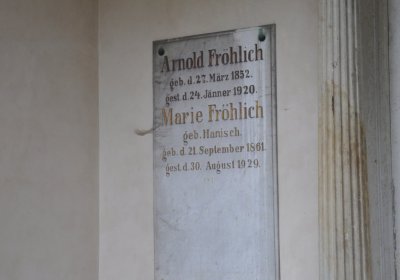 Arnold Fröhlich
geb. d. 27. März 1852.
gest. d. 24. Jänner 1920.
Marie Fröhlich
geb. Hanisch.
geb. d. 21. September 1861.
gest. d. 30. August 1929.